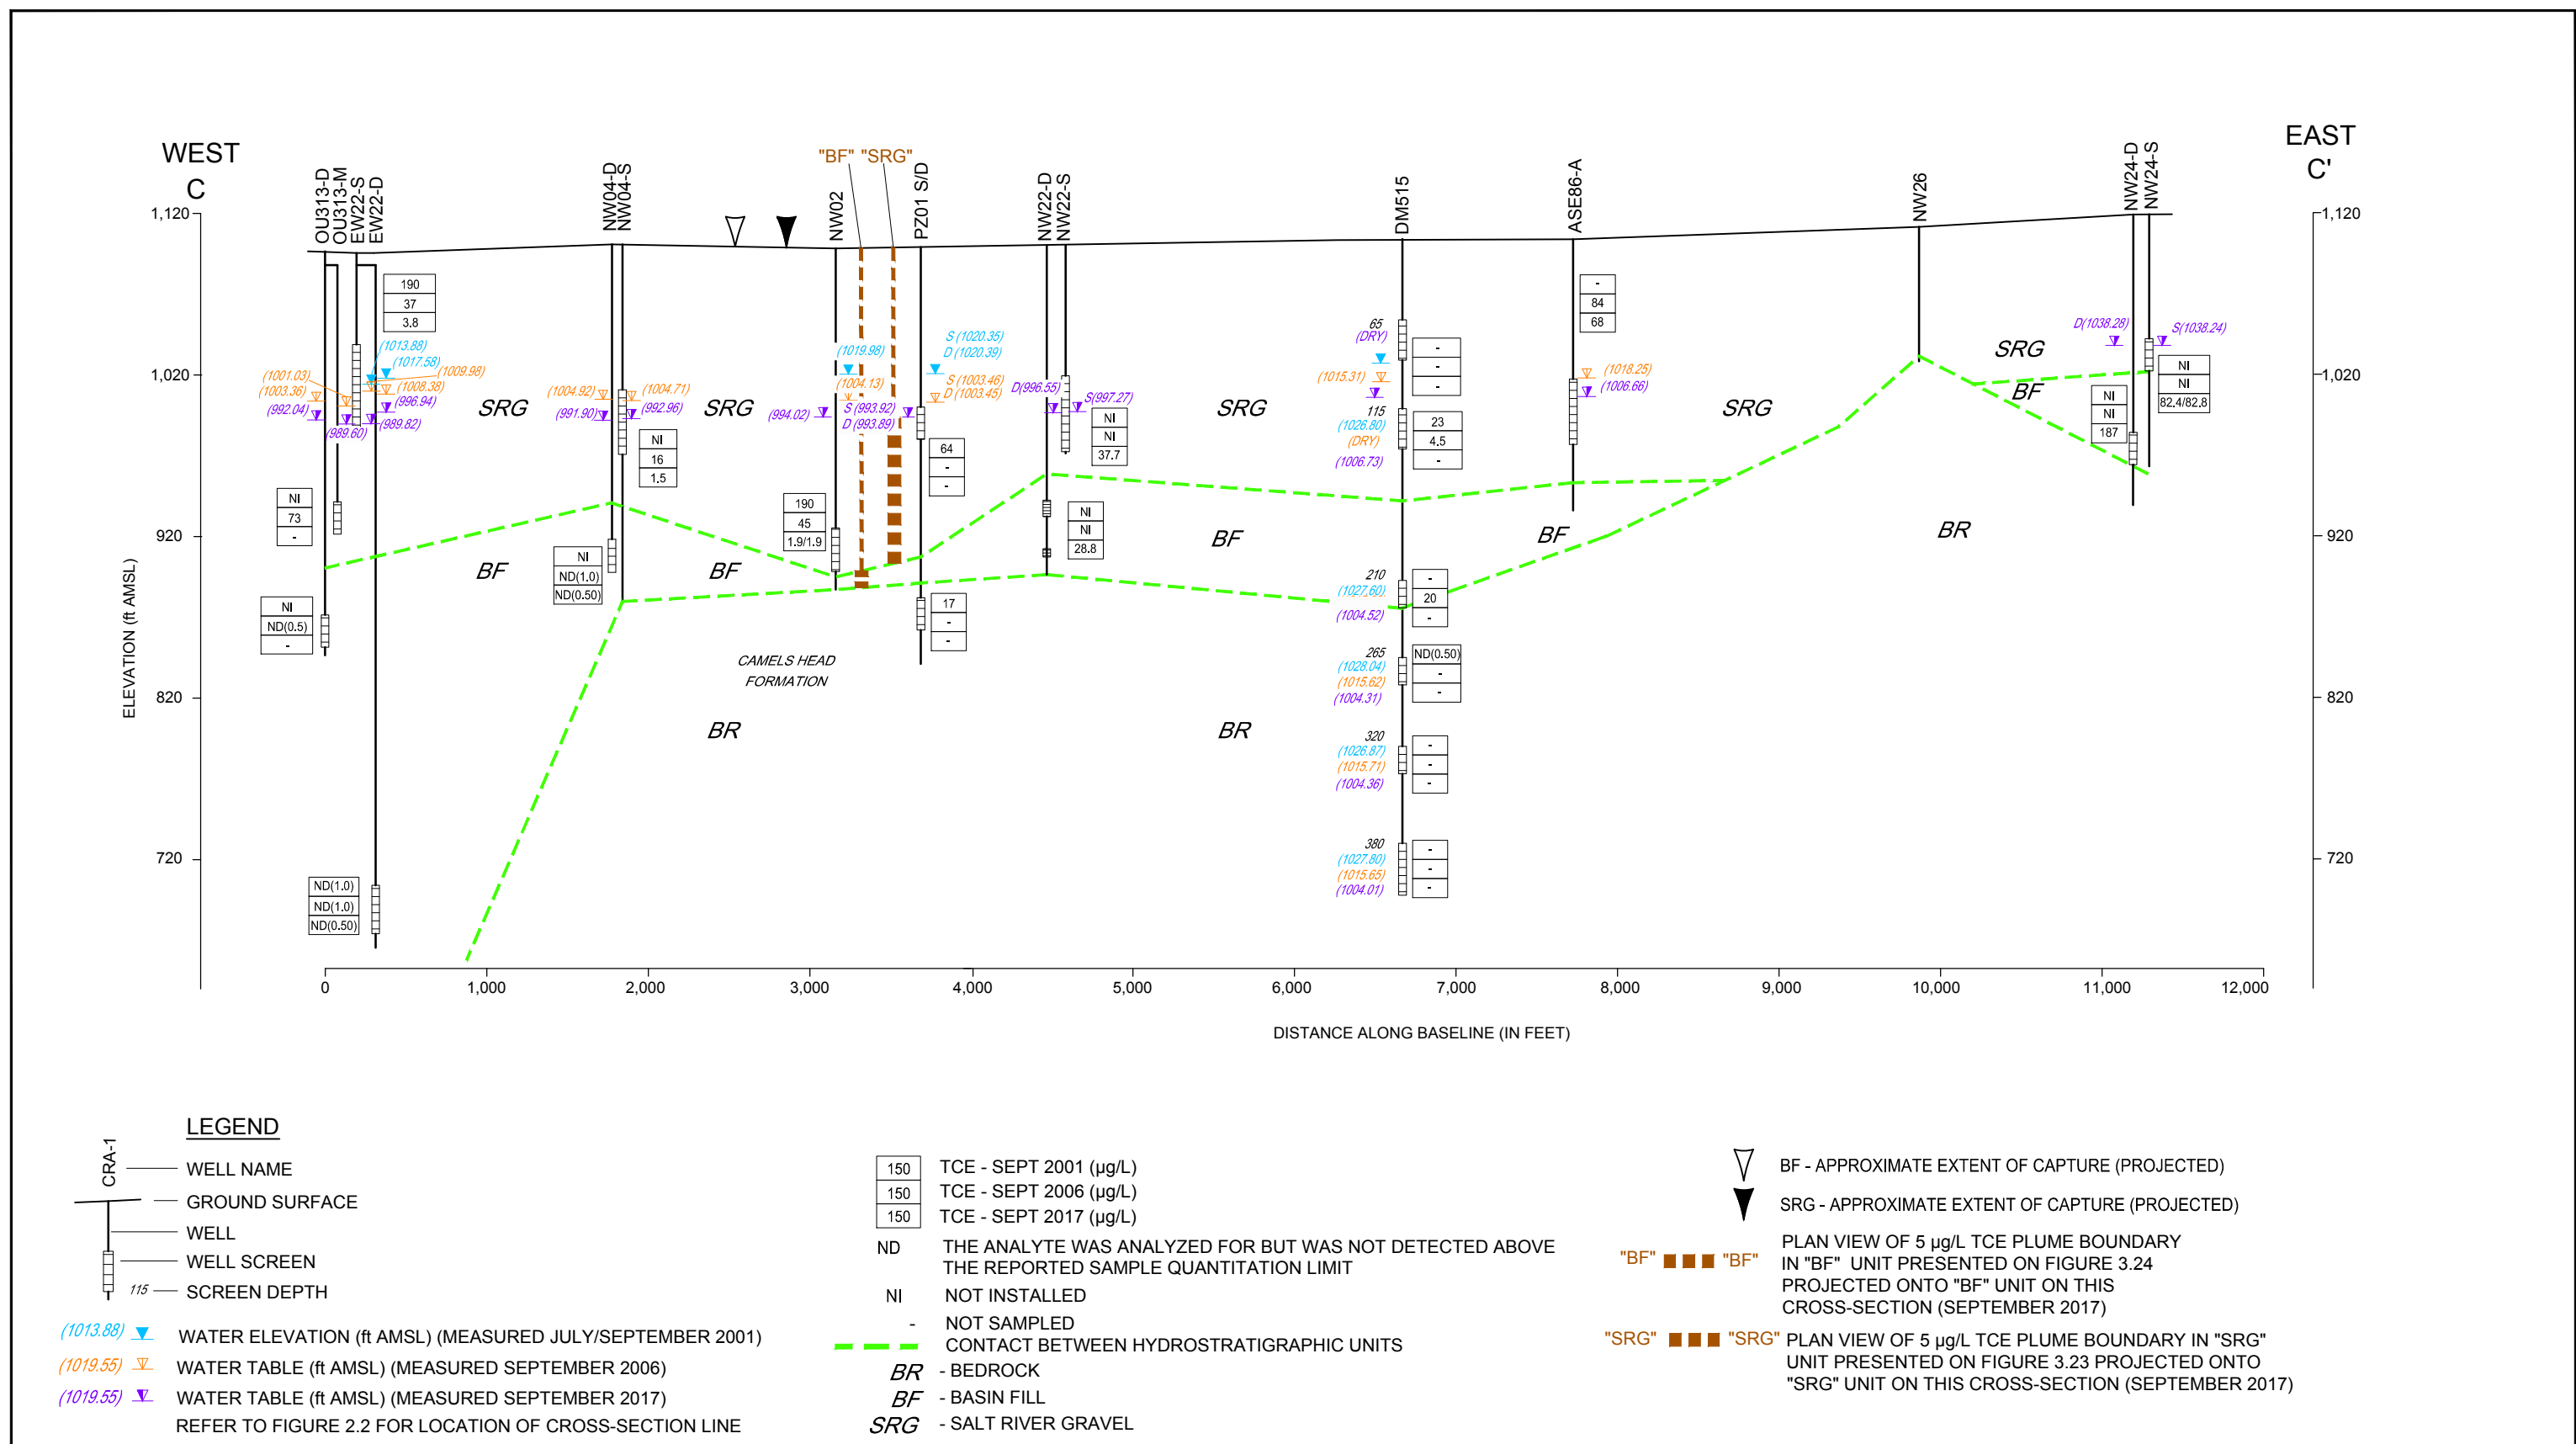 WEST
C
EAST
C'
"BF" "SRG"
OU313-D
OU313-M
EW22-S
EW22-D
NW04-D
NW04-S
NW02
PZ01 S/D
NW22-D
NW22-S
DM515
ASE86-A
NW26
NW24-D
NW24-S
1,120
1,020
920
820
720
ELEVATION (ft AMSL)
1,120
1,020
920
820
720
190
37
3.8
(1013.88)
(1017.58)
(1009.98)
(1001.03)
(1003.36)
(1008.38)
(992.04)
(996.94)
(989.60)
(989.82)
NI
73
-
NI
ND(0.5)
-
ND(1.0)
ND(1.0)
ND(0.50)
SRG
BF
(1004.92)
(1004.71)
(991.90)
(992.96)
NI
16
1.5
NI
ND(1.0)
ND(0.50)
SRG
BF
(1019.98)
(1004.13)
(994.02)
190
45
1.9/1.9
S (1020.35)
D (1020.39)
S (1003.46)
D (1003.45)
S (993.92)
D (993.89)
64
-
-
17
-
-
CAMELS HEAD
FORMATION
BR
D(996.55)
S(997.27)
NI
NI
37.7
NI
NI
28.8
SRG
BF
BR
65
(DRY)
-
-
-
(1015.31)
115
(1026.80)
(DRY)
(1006.73)
23
4.5
-
210
(1027.60)
(1004.52)
-
20
-
265
(1028.04)
(1015.62)
(1004.31)
ND(0.50)
-
-
320
(1026.87)
(1015.71)
(1004.36)
-
-
-
380
(1027.80)
(1015.65)
(1004.01)
-
-
-
-
84
68
(1018.25)
(1006.66)
SRG
BF
BR
SRG
BF
D(1038.28)
S(1038.24)
NI
NI
82.4/82.8
NI
NI
187
0
1,000
2,000
3,000
4,000
5,000
6,000
7,000
8,000
9,000
10,000
11,000
12,000
DISTANCE ALONG BASELINE (IN FEET)
LEGEND
CRA-1
WELL NAME
GROUND SURFACE
WELL
WELL SCREEN
115 SCREEN DEPTH
(1013.88) WATER ELEVATION (ft AMSL) (MEASURED JULY/SEPTEMBER 2001)
(1019.55) WATER TABLE (ft AMSL) (MEASURED SEPTEMBER 2006)
(1019.55) WATER TABLE (ft AMSL) (MEASURED SEPTEMBER 2017)
REFER TO FIGURE 2.2 FOR LOCATION OF CROSS-SECTION LINE
150 TCE - SEPT 2001 (µg/L)
150 TCE - SEPT 2006 (µg/L)
150 TCE - SEPT 2017 (µg/L)
ND THE ANALYTE WAS ANALYZED FOR BUT WAS NOT DETECTED ABOVE
THE REPORTED SAMPLE QUANTITATION LIMIT
NI NOT INSTALLED
- NOT SAMPLED
CONTACT BETWEEN HYDROSTRATIGRAPHIC UNITS
BR - BEDROCK
BF - BASIN FILL
SRG - SALT RIVER GRAVEL
BF - APPROXIMATE EXTENT OF CAPTURE (PROJECTED)
SRG - APPROXIMATE EXTENT OF CAPTURE (PROJECTED)
"BF" "BF" PLAN VIEW OF 5 µg/L TCE PLUME BOUNDARY
IN "BF" UNIT PRESENTED ON FIGURE 3.24
PROJECTED ONTO "BF" UNIT ON THIS
CROSS-SECTION (SEPTEMBER 2017)
"SRG" "SRG" PLAN VIEW OF 5 µg/L TCE PLUME BOUNDARY IN "SRG"
UNIT PRESENTED ON FIGURE 3.23 PROJECTED ONTO
"SRG" UNIT ON THIS CROSS-SECTION (SEPTEMBER 2017)